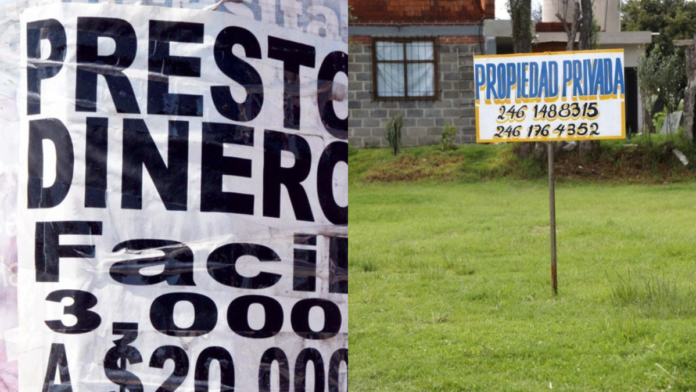 PRESTO
DINERO
Facil
3,000
A $20,000
PROPIEDAD PRIVADA
246 1488315
246 176 4352